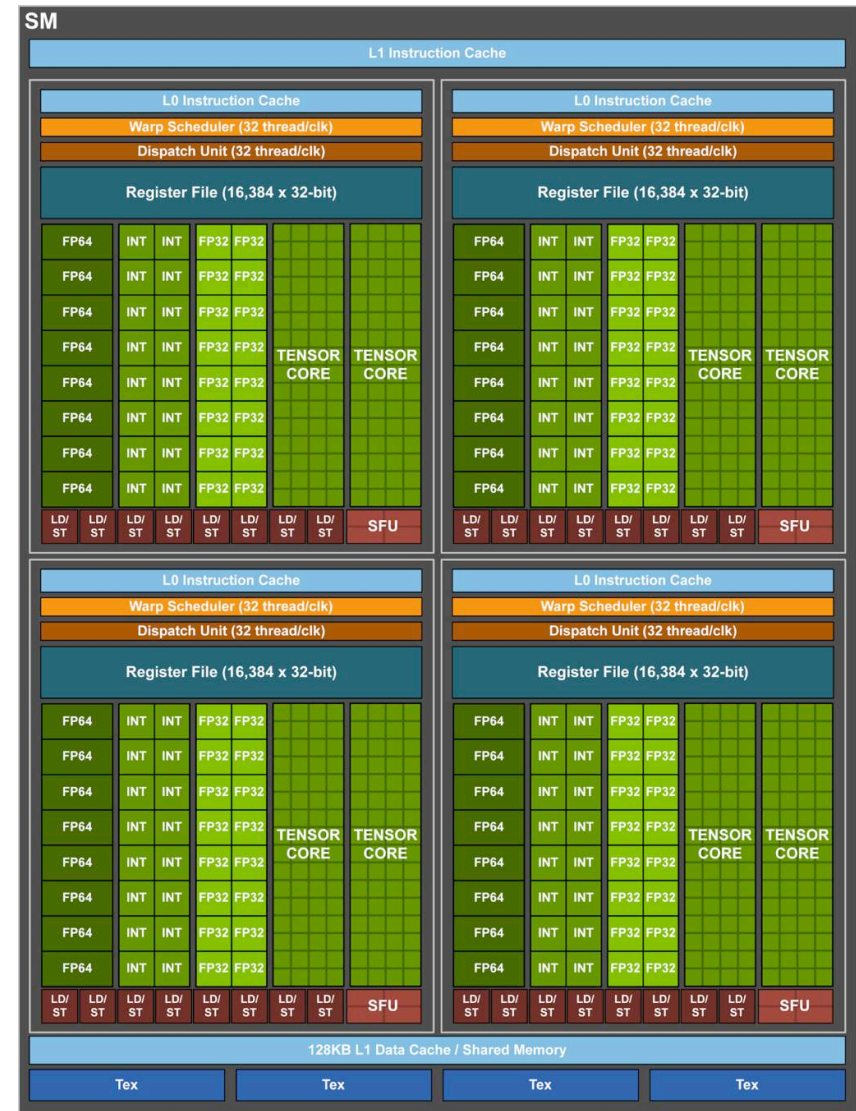 SM
L1 Instruction Cache
L0 Instruction Cache
Warp Scheduler (32 thread/clk)
Dispatch Unit (32 thread/clk)
Register File (16,384 x 32-bit)
FP64 INT INT FP32 FP32
FP64 INT INT FP32 FP32
FP64 INT INT FP32 FP32
FP64 INT INT FP32 FP32
FP64 INT INT FP32 FP32
FP64 INT INT FP32 FP32
FP64 INT INT FP32 FP32
FP64 INT INT FP32 FP32
TENSOR TENSOR
CORE CORE
LD/ LD/ LD/ LD/ LD/ LD/ LD/ LD/
ST ST ST ST ST ST ST ST
SFU
L0 Instruction Cache
Warp Scheduler (32 thread/clk)
Dispatch Unit (32 thread/clk)
Register File (16,384 x 32-bit)
FP64 INT INT FP32 FP32
FP64 INT INT FP32 FP32
FP64 INT INT FP32 FP32
FP64 INT INT FP32 FP32
FP64 INT INT FP32 FP32
FP64 INT INT FP32 FP32
FP64 INT INT FP32 FP32
FP64 INT INT FP32 FP32
TENSOR TENSOR
CORE CORE
LD/ LD/ LD/ LD/ LD/ LD/ LD/ LD/
ST ST ST ST ST ST ST ST
SFU
L0 Instruction Cache
Warp Scheduler (32 thread/clk)
Dispatch Unit (32 thread/clk)
Register File (16,384 x 32-bit)
FP64 INT INT FP32 FP32
FP64 INT INT FP32 FP32
FP64 INT INT FP32 FP32
FP64 INT INT FP32 FP32
FP64 INT INT FP32 FP32
FP64 INT INT FP32 FP32
FP64 INT INT FP32 FP32
FP64 INT INT FP32 FP32
TENSOR TENSOR
CORE CORE
LD/ LD/ LD/ LD/ LD/ LD/ LD/ LD/
ST ST ST ST ST ST ST ST
SFU
L0 Instruction Cache
Warp Scheduler (32 thread/clk)
Dispatch Unit (32 thread/clk)
Register File (16,384 x 32-bit)
FP64 INT INT FP32 FP32
FP64 INT INT FP32 FP32
FP64 INT INT FP32 FP32
FP64 INT INT FP32 FP32
FP64 INT INT FP32 FP32
FP64 INT INT FP32 FP32
FP64 INT INT FP32 FP32
FP64 INT INT FP32 FP32
TENSOR TENSOR
CORE CORE
LD/ LD/ LD/ LD/ LD/ LD/ LD/ LD/
ST ST ST ST ST ST ST ST
SFU
128KB L1 Data Cache / Shared Memory
Tex Tex Tex Tex